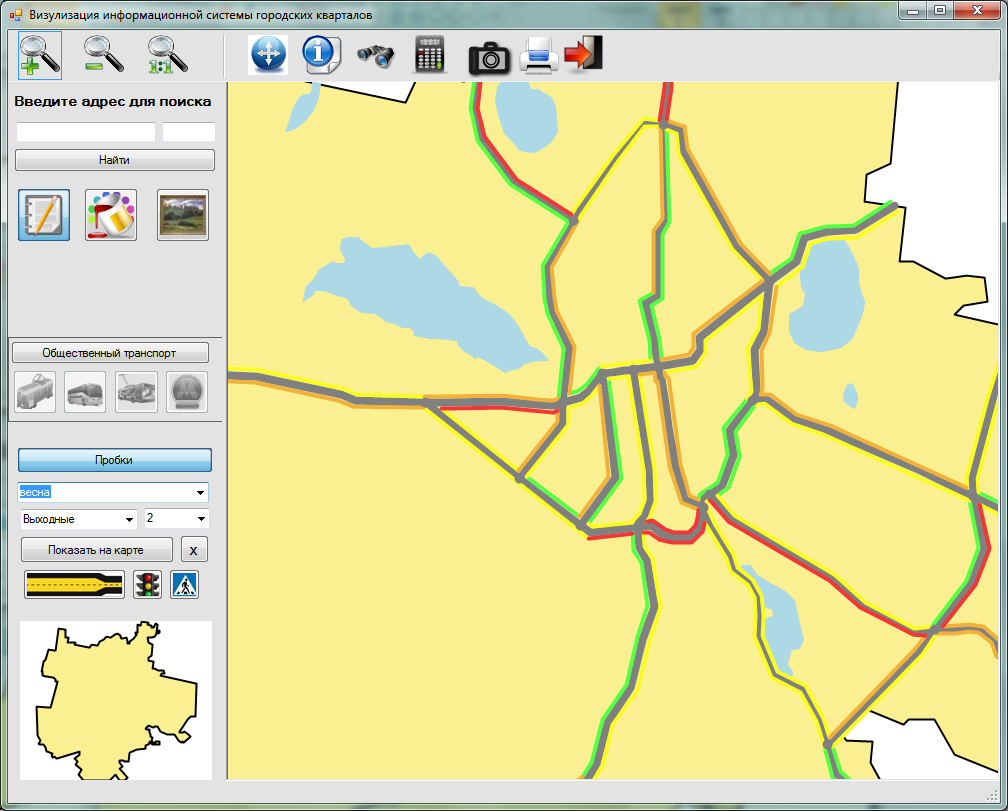 Визулизация информационной системы городских кварталов
1:1
Введите адрес для поиска
Найти
Общественный транспорт
Пробки
весна
Выходные
2
Показать на карте
x